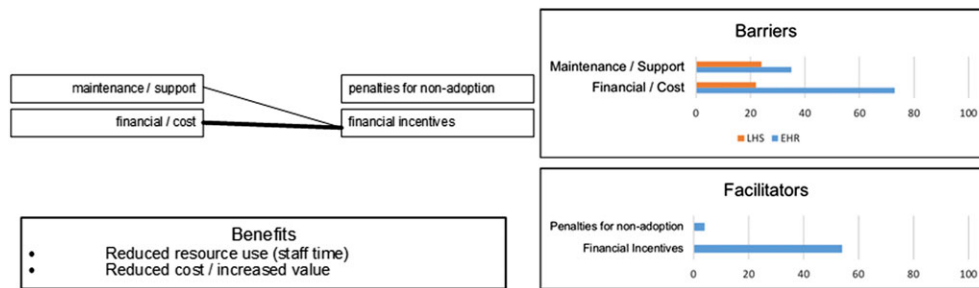 maintenance / support
penalties for non-adoption
financial / cost
financial incentives
Benefits
• Reduced resource use (staff time)
• Reduced cost / increased value
Barriers
Maintenance / Support
Financial / Cost
0 20 40 60 80 100
LHS EHR
Facilitators
Penalties for non-adoption
Financial Incentives
0 20 40 60 80 100